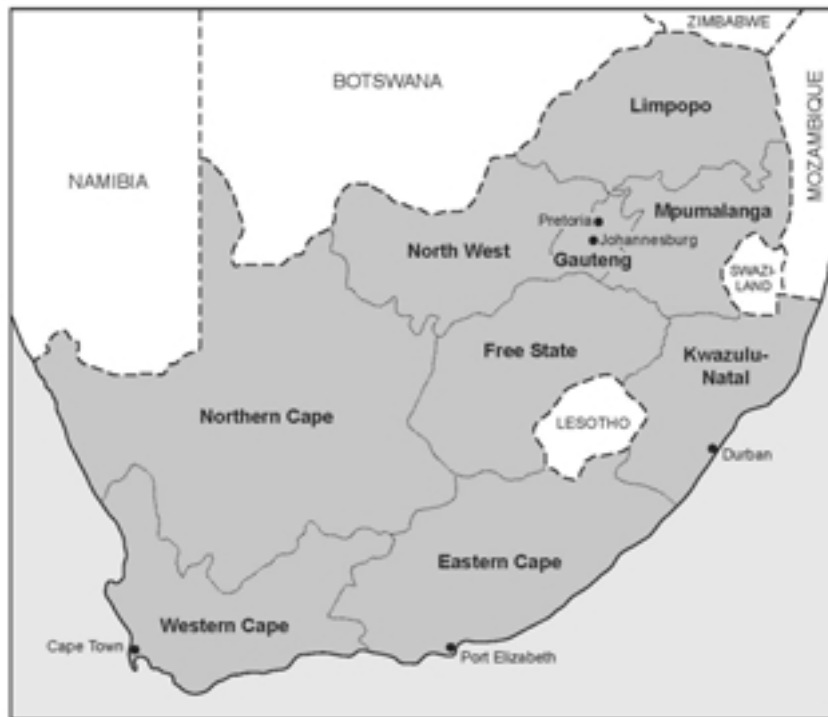 ZIMBABWE
BOTSWANA
Limpopo
MOZAMBIQUE
NAMIBIA
Mpumalanga
Pretoria
Johannesburg
North West
Gauteng
SWAZI-
LAND
Free State
Kwazulu-
Natal
Northern Cape
LESOTHO
Durban
Eastern Cape
Western Cape
Cape Town
Port Elizabeth